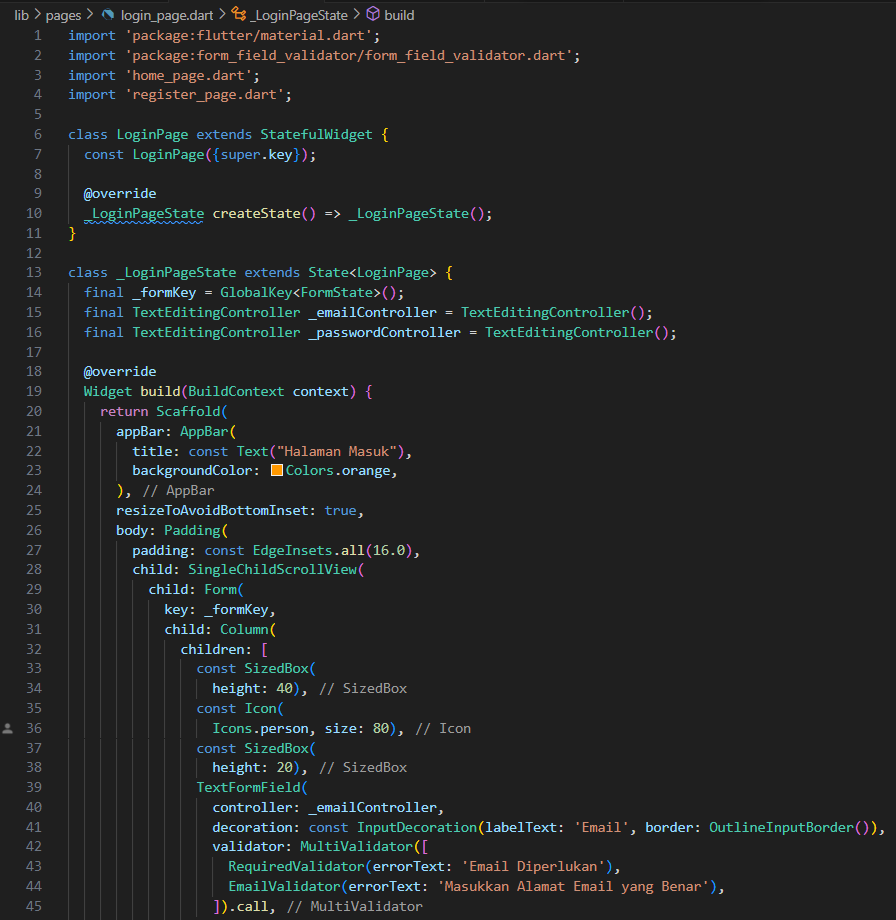 lib > pages > login_page.dart > _LoginPageState > build
1 import 'package:flutter/material.dart';
2 import 'package:form_field_validator/form_field_validator.dart';
3 import 'home_page.dart';
4 import 'register_page.dart';
5
6 class LoginPage extends StatefulWidget {
7   const LoginPage({super.key});
8
9   @override
10   _LoginPageState createState() => _LoginPageState();
11 }
12
13 class _LoginPageState extends State<LoginPage> {
14   final _formKey = GlobalKey<FormState>();
15   final TextEditingController _emailController = TextEditingController();
16   final TextEditingController _passwordController = TextEditingController();
17
18   @override
19   Widget build(BuildContext context) {
20     return Scaffold(
21       appBar: AppBar(
22         title: const Text("Halaman Masuk"),
23         backgroundColor: Colors.orange,
24       ), // AppBar
25       resizeToAvoidBottomInset: true,
26       body: Padding(
27         padding: const EdgeInsets.all(16.0),
28         child: SingleChildScrollView(
29           child: Form(
30             key: _formKey,
31             child: Column(
32               children: [
33                 const SizedBox(
34                   height: 40), // SizedBox
35                 const Icon(
36                   Icons.person, size: 80), // Icon
37                 const SizedBox(
38                   height: 20), // SizedBox
39                 TextFormField(
40                   controller: _emailController,
41                   decoration: const InputDecoration(labelText: 'Email', border: OutlineInputBorder()),
42                   validator: MultiValidator([
43                     RequiredValidator(errorText: 'Email Diperlukan'),
44                     EmailValidator(errorText: 'Masukkan Alamat Email yang Benar'),
45                   ]).call, // MultiValidator